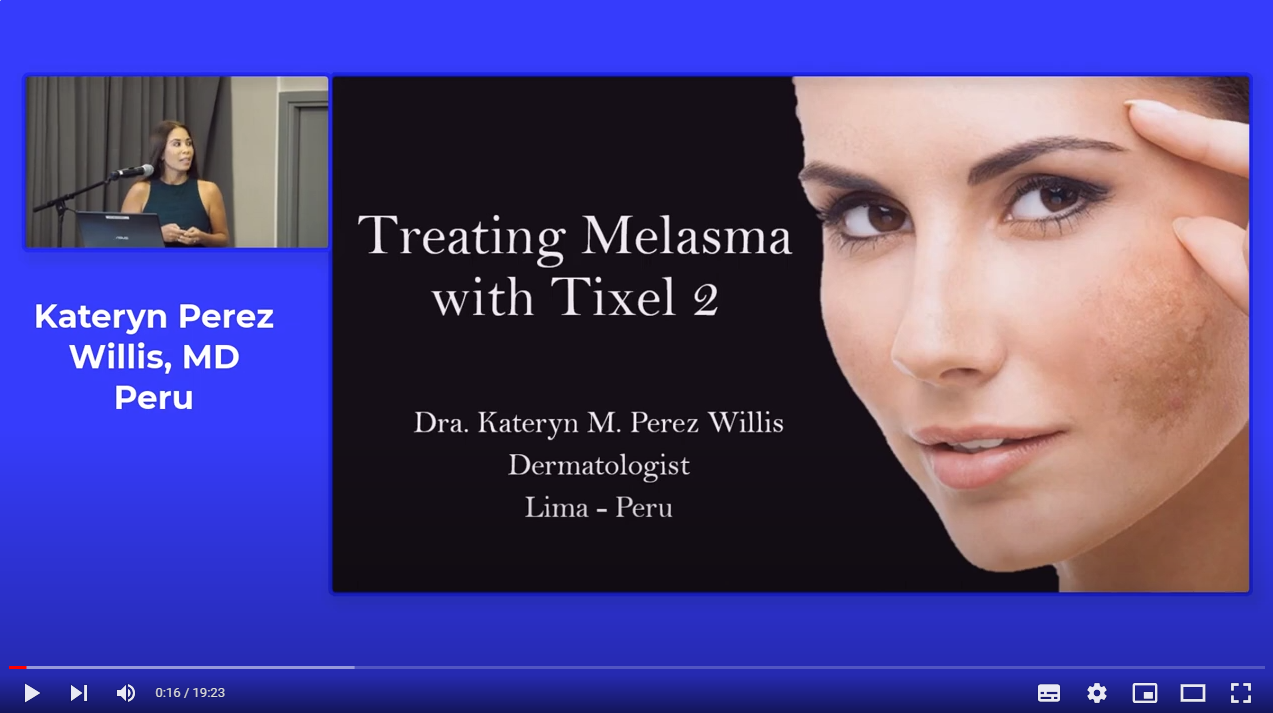 Kateryn Perez
Willis, MD
Peru
Treating Melasma
with Tixel 2
Dra. Kateryn M. Perez Willis
Dermatologist
Lima - Peru
0:16 / 19:23